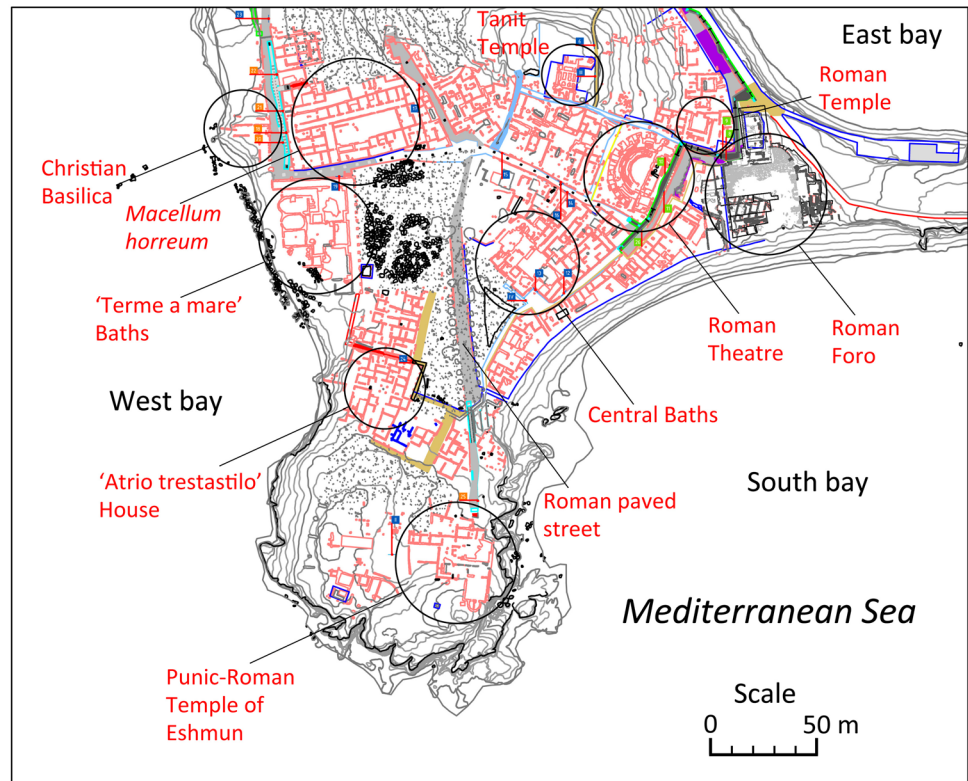 Tanit
Temple
East bay
Roman
Temple
Christian
Basilica
Macellum
horreum
'Terme a mare'
Baths
Roman
Theatre
Roman
Foro
West bay
Central Baths
'Atrio trestastilo'
House
Roman paved
street
South bay
Mediterranean Sea
Punic-Roman
Temple of
Eshmun
Scale
0 50 m